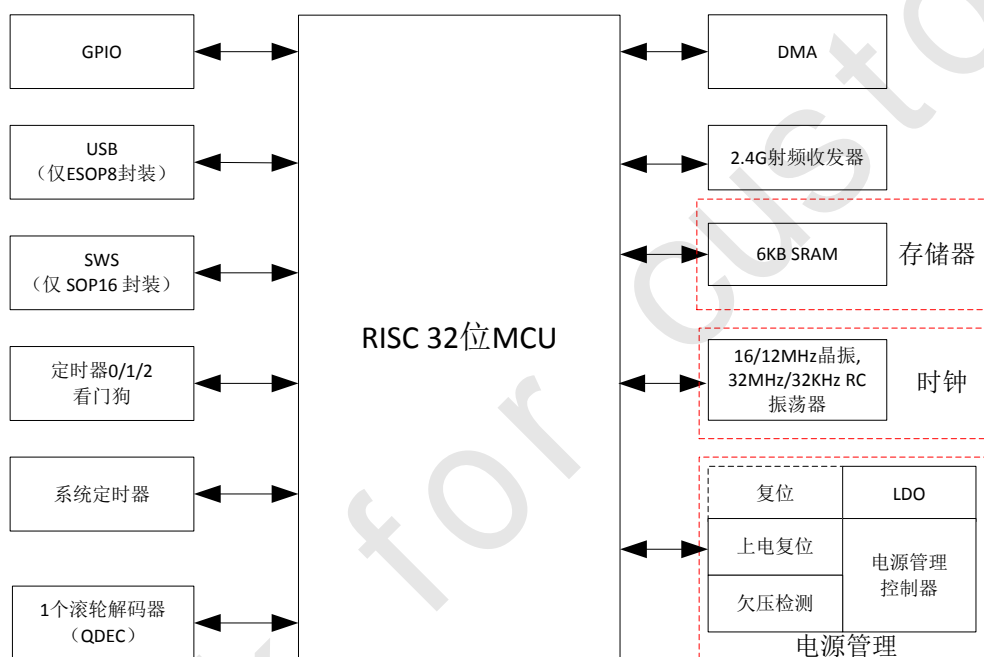 GPIO
USB
（仅ESOP8封装）
SWS
（仅 SOP16 封装）
定时器0/1/2
看门狗
系统定时器
1个滚轮解码器
（QDEC）
RISC 32位MCU
DMA
2.4G射频收发器
6KB SRAM
存储器
16/12MHz晶振,
32MHz/32KHz RC
振荡器
时钟
复位
LDO
上电复位
欠压检测
电源管理
控制器
电源管理
for custo